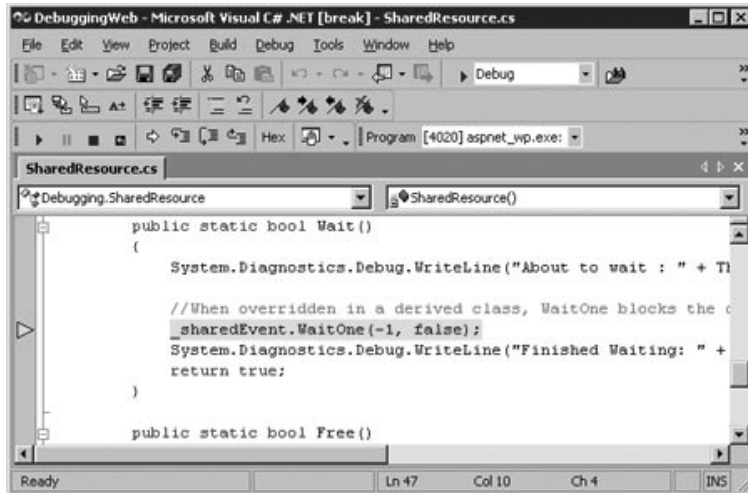 DebuggingWeb - Microsoft Visual C# .NET [break] - SharedResource.cs
File Edit View Project Build Debug Tools Window Help
Debug
Hex Program [4020] aspnet_wp.exe:
SharedResource.cs
Debugging.SharedResource SharedResource()
public static bool Wait()
{
System.Diagnostics.Debug.WriteLine("About to wait : " + Th
//When overridden in a derived class, WaitOne blocks the c
_sharedEvent.WaitOne(-1, false);
System.Diagnostics.Debug.WriteLine("Finished Waiting: " +
return true;
}
public static bool Free()
Ready Ln 47 Col 10 Ch 4 INS